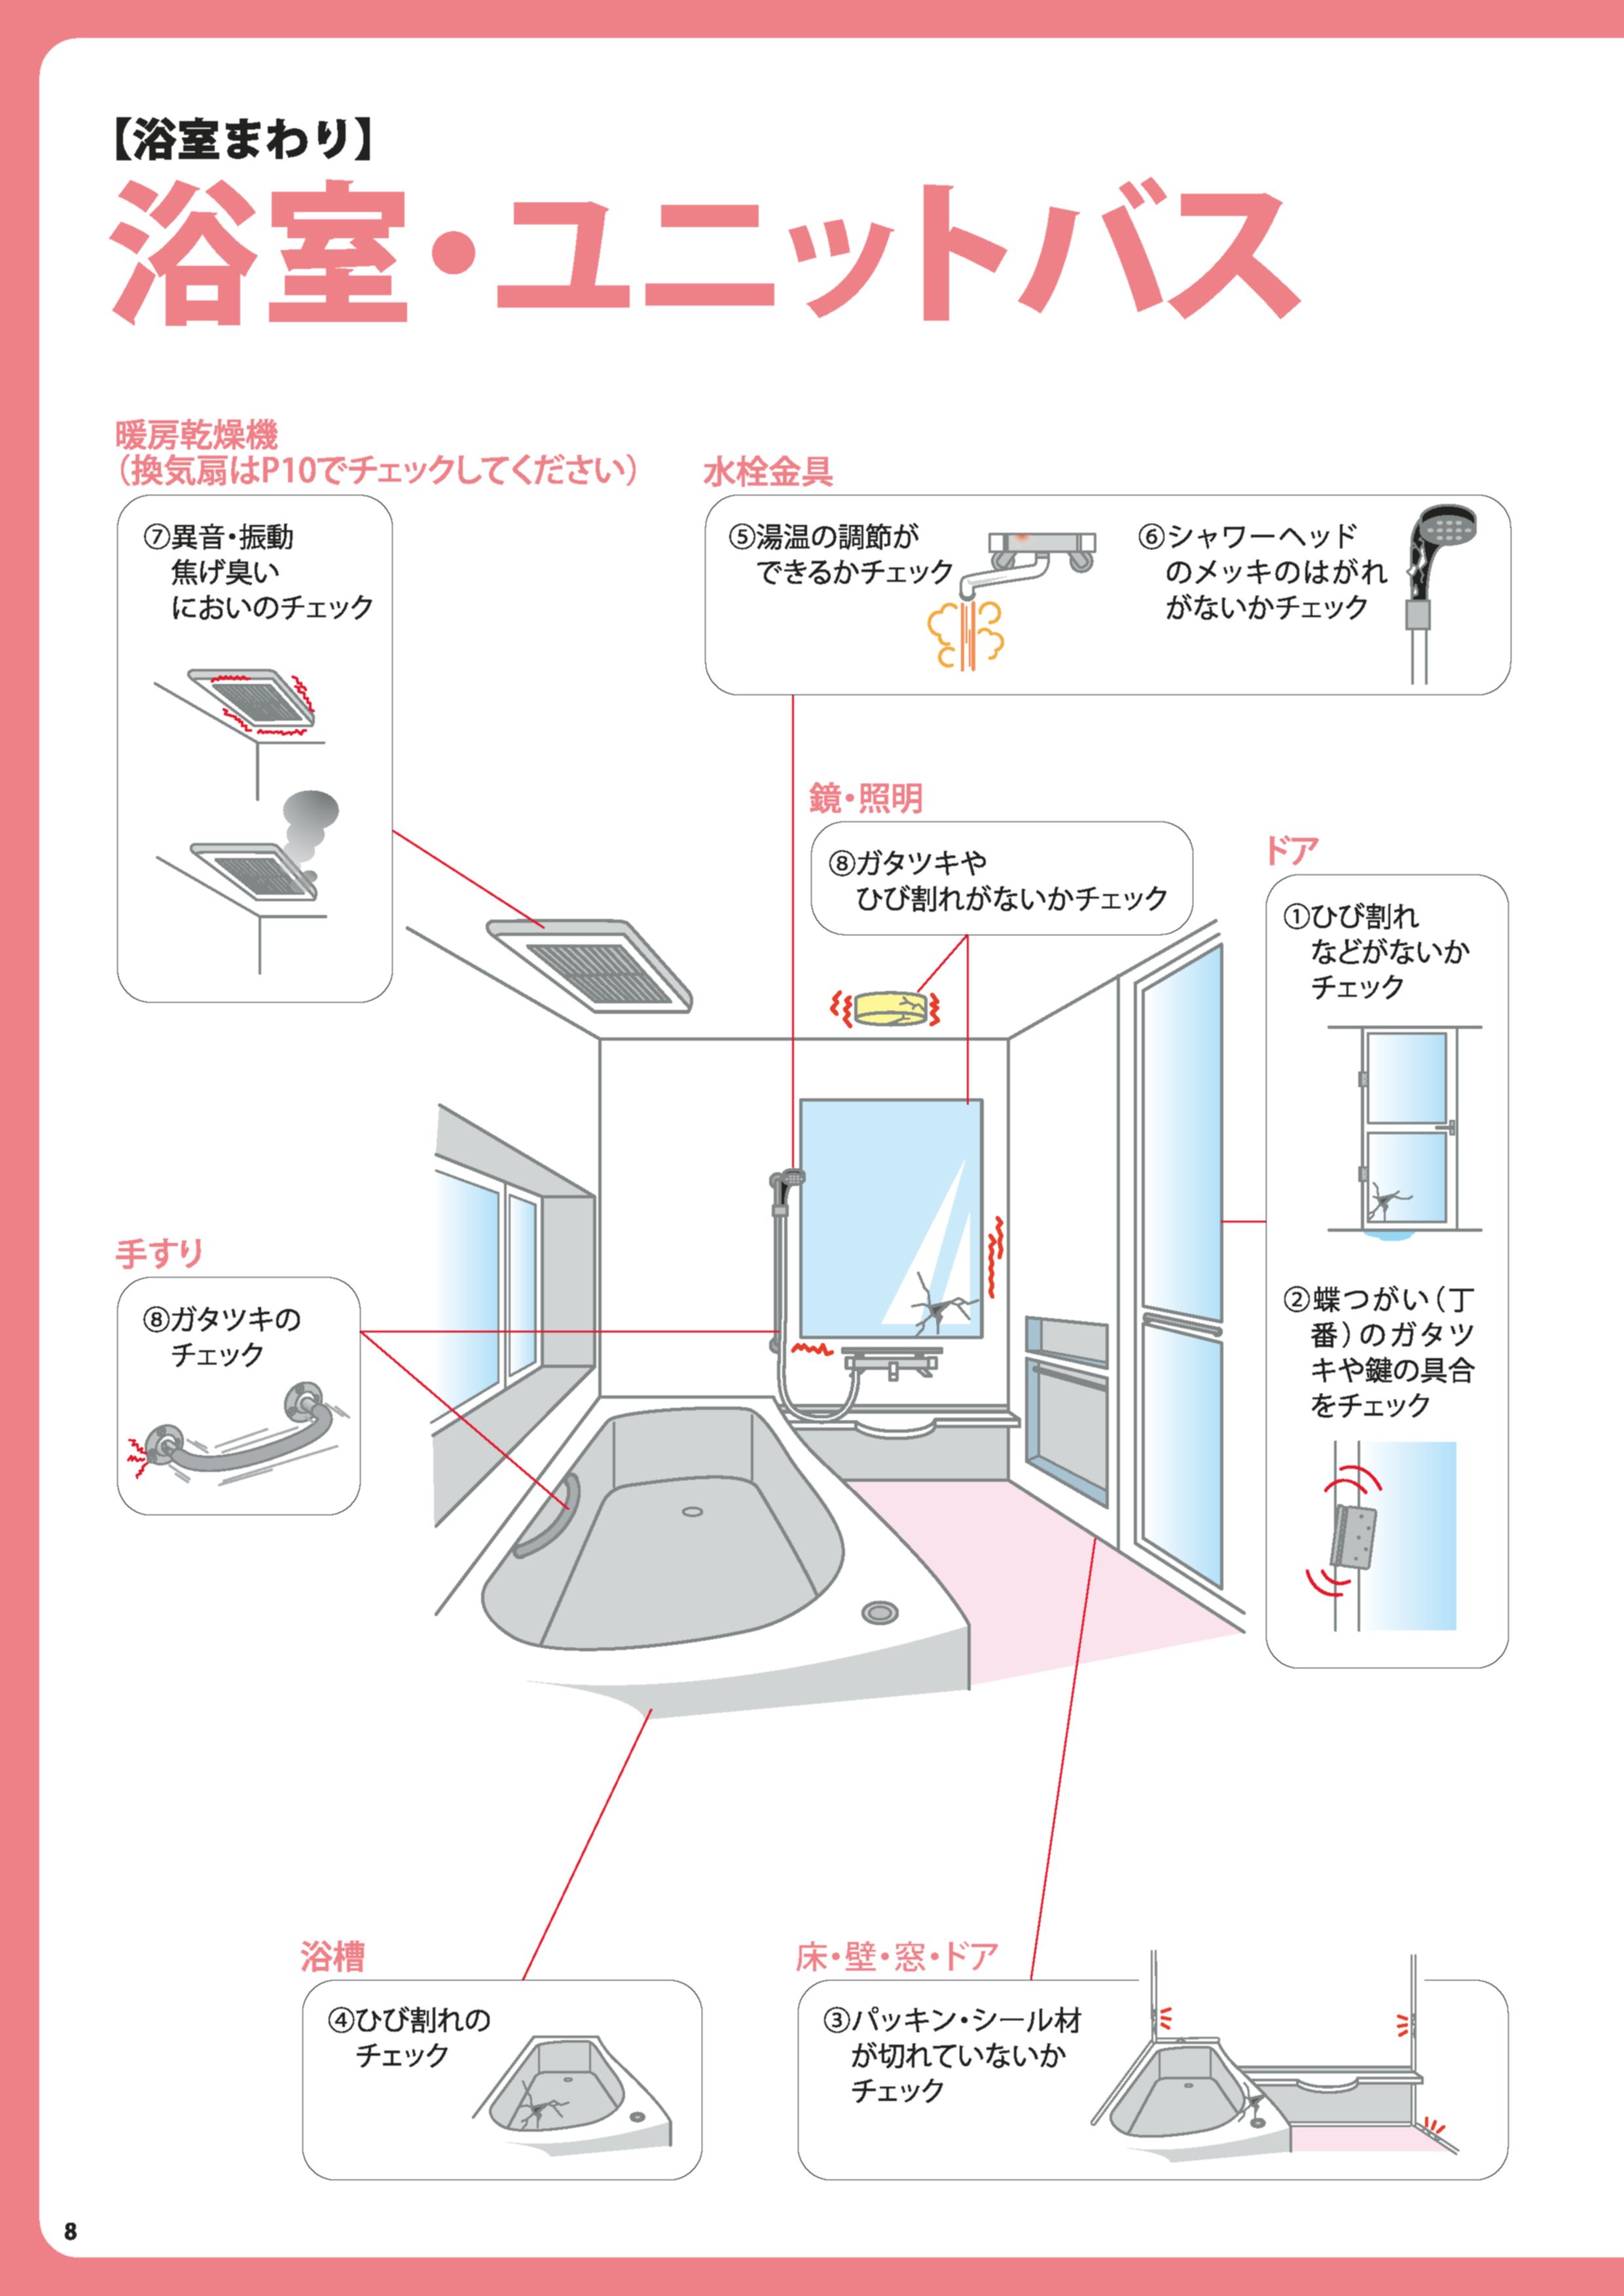 【浴室まわり】
浴室・ユニットバス
暖房乾燥機
（換気扇はP10でチェックしてください）
⑦異音・振動
焦げ臭い
においのチェック
水栓金具
⑤湯温の調節が
できるかチェック
⑥シャワーヘッド
のメッキのはがれ
がないかチェック
鏡・照明
⑧ガタツキや
ひび割れがないかチェック
ドア
①ひび割れ
などがないか
チェック
②蝶つがい（丁
番）のガタツ
キや鍵の具合
をチェック
手すり
⑧ガタツキの
チェック
浴槽
④ひび割れの
チェック
床・壁・窓・ドア
③パッキン・シール材
が切れていないか
チェック
8